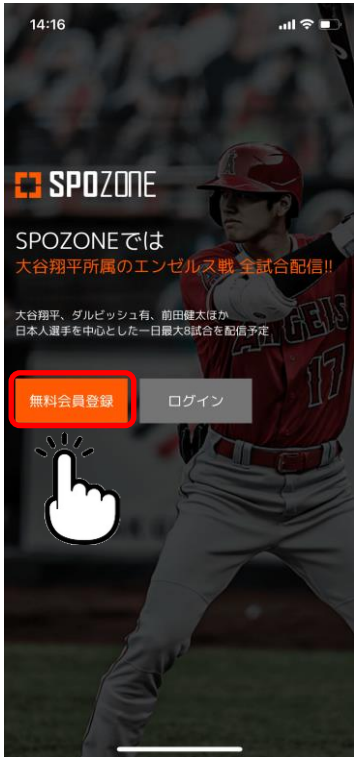 14:16
SPOZONE
SPOZONEでは
大谷翔平所属のエンゼルス戦 全試合配信!!
大谷翔平、ダルビッシュ有、前田健太ほか
日本人選手を中心とした一日最大8試合を配信予定
無料会員登録
ログイン
A
ANGELS
17